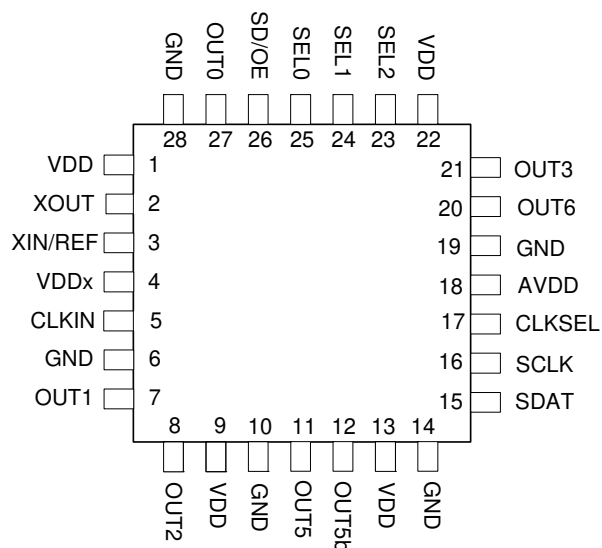 GND OUT0 SD/OE SEL0 SEL1 SEL2 VDD
28 27 26 25 24 23 22
VDD 1
XOUT 2
XIN/REF 3
VDDx 4
CLKIN 5
GND 6
OUT1 7
21 OUT3
20 OUT6
19 GND
18 AVDD
17 CLKSEL
16 SCLK
15 SDAT
8 9 10 11 12 13 14
OUT2 VDD GND OUT5 OUT5b VDD GND